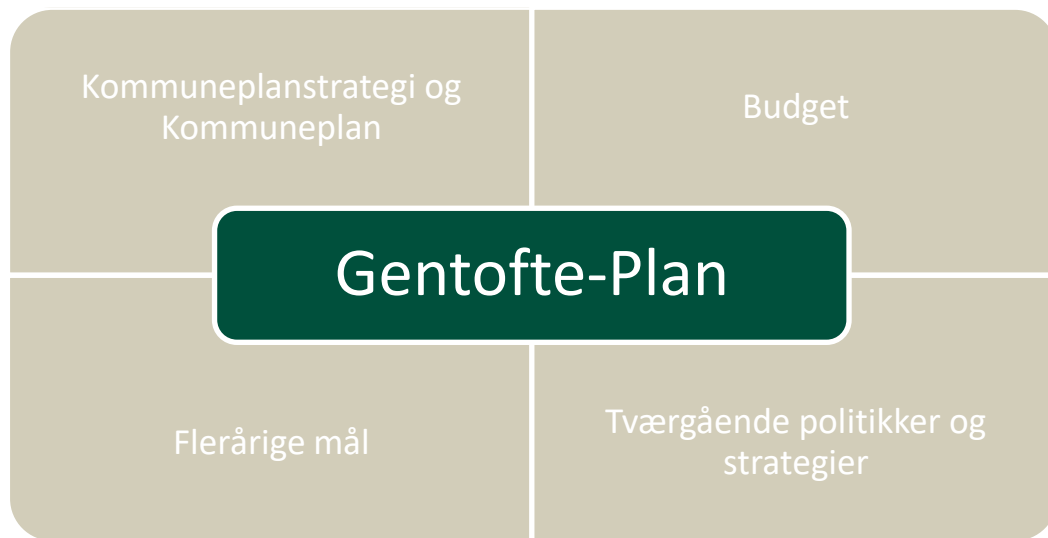 Kommuneplanstrategi og
Kommuneplan
Budget
Gentofte-Plan
Flerårige mål
Tværgående politikker og
strategier